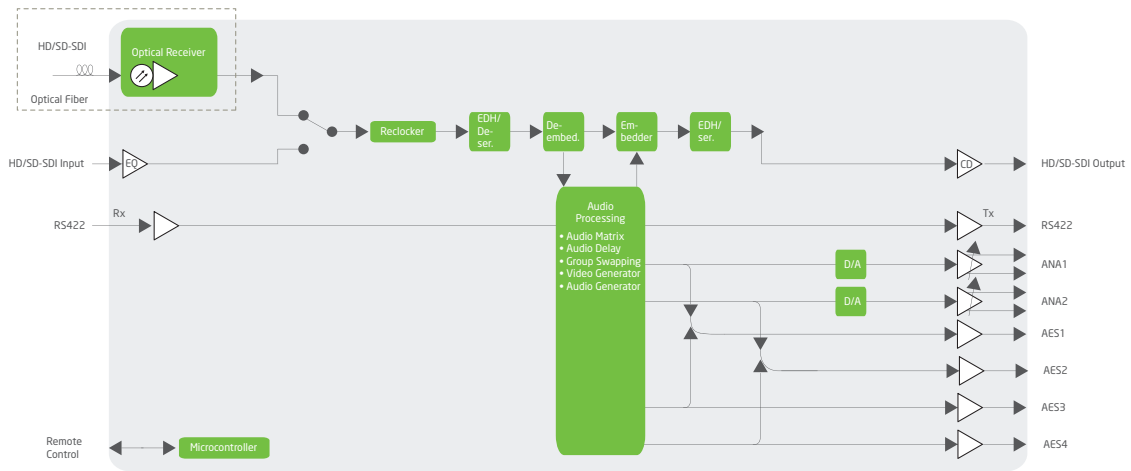 HD/SD-SDI
Optical Receiver
Optical Fiber
HD/SD-SDI Input
EQ
Reclocker
EDH/
De-
ser.
De-
embed.
Em-
bedder
EDH/
ser.
CD
HD/SD-SDI Output
RS422
Rx
Audio
Processing
• Audio Matrix
• Audio Delay
• Group Swapping
• Video Generator
• Audio Generator
Tx
RS422
D/A
ANA1
D/A
ANA2
AES1
AES2
AES3
AES4
Remote
Control
Microcontroller